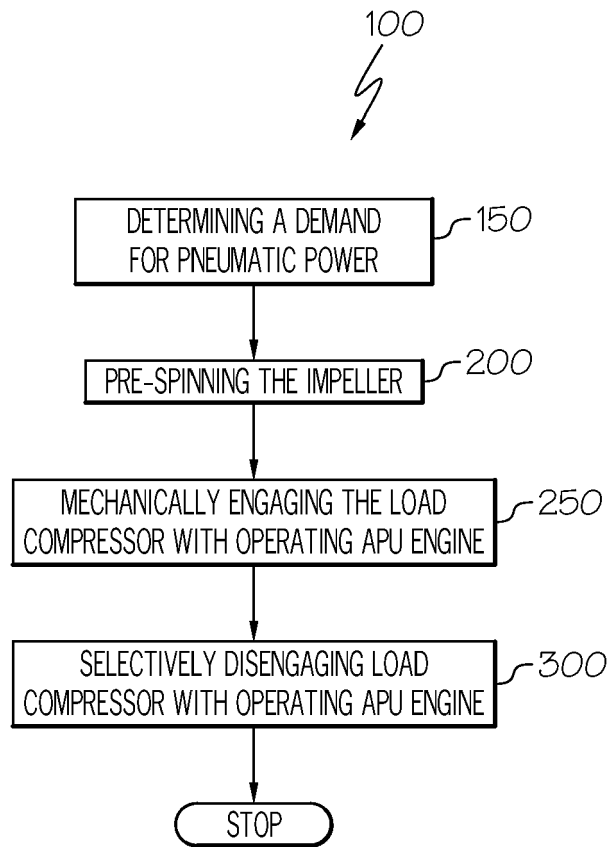 100
DETERMINING A DEMAND
FOR PNEUMATIC POWER
150
PRE-SPINNING THE IMPELLER
200
MECHANICALLY ENGAGING THE LOAD
COMPRESSOR WITH OPERATING APU ENGINE
250
SELECTIVELY DISENGAGING LOAD
COMPRESSOR WITH OPERATING APU ENGINE
300
STOP